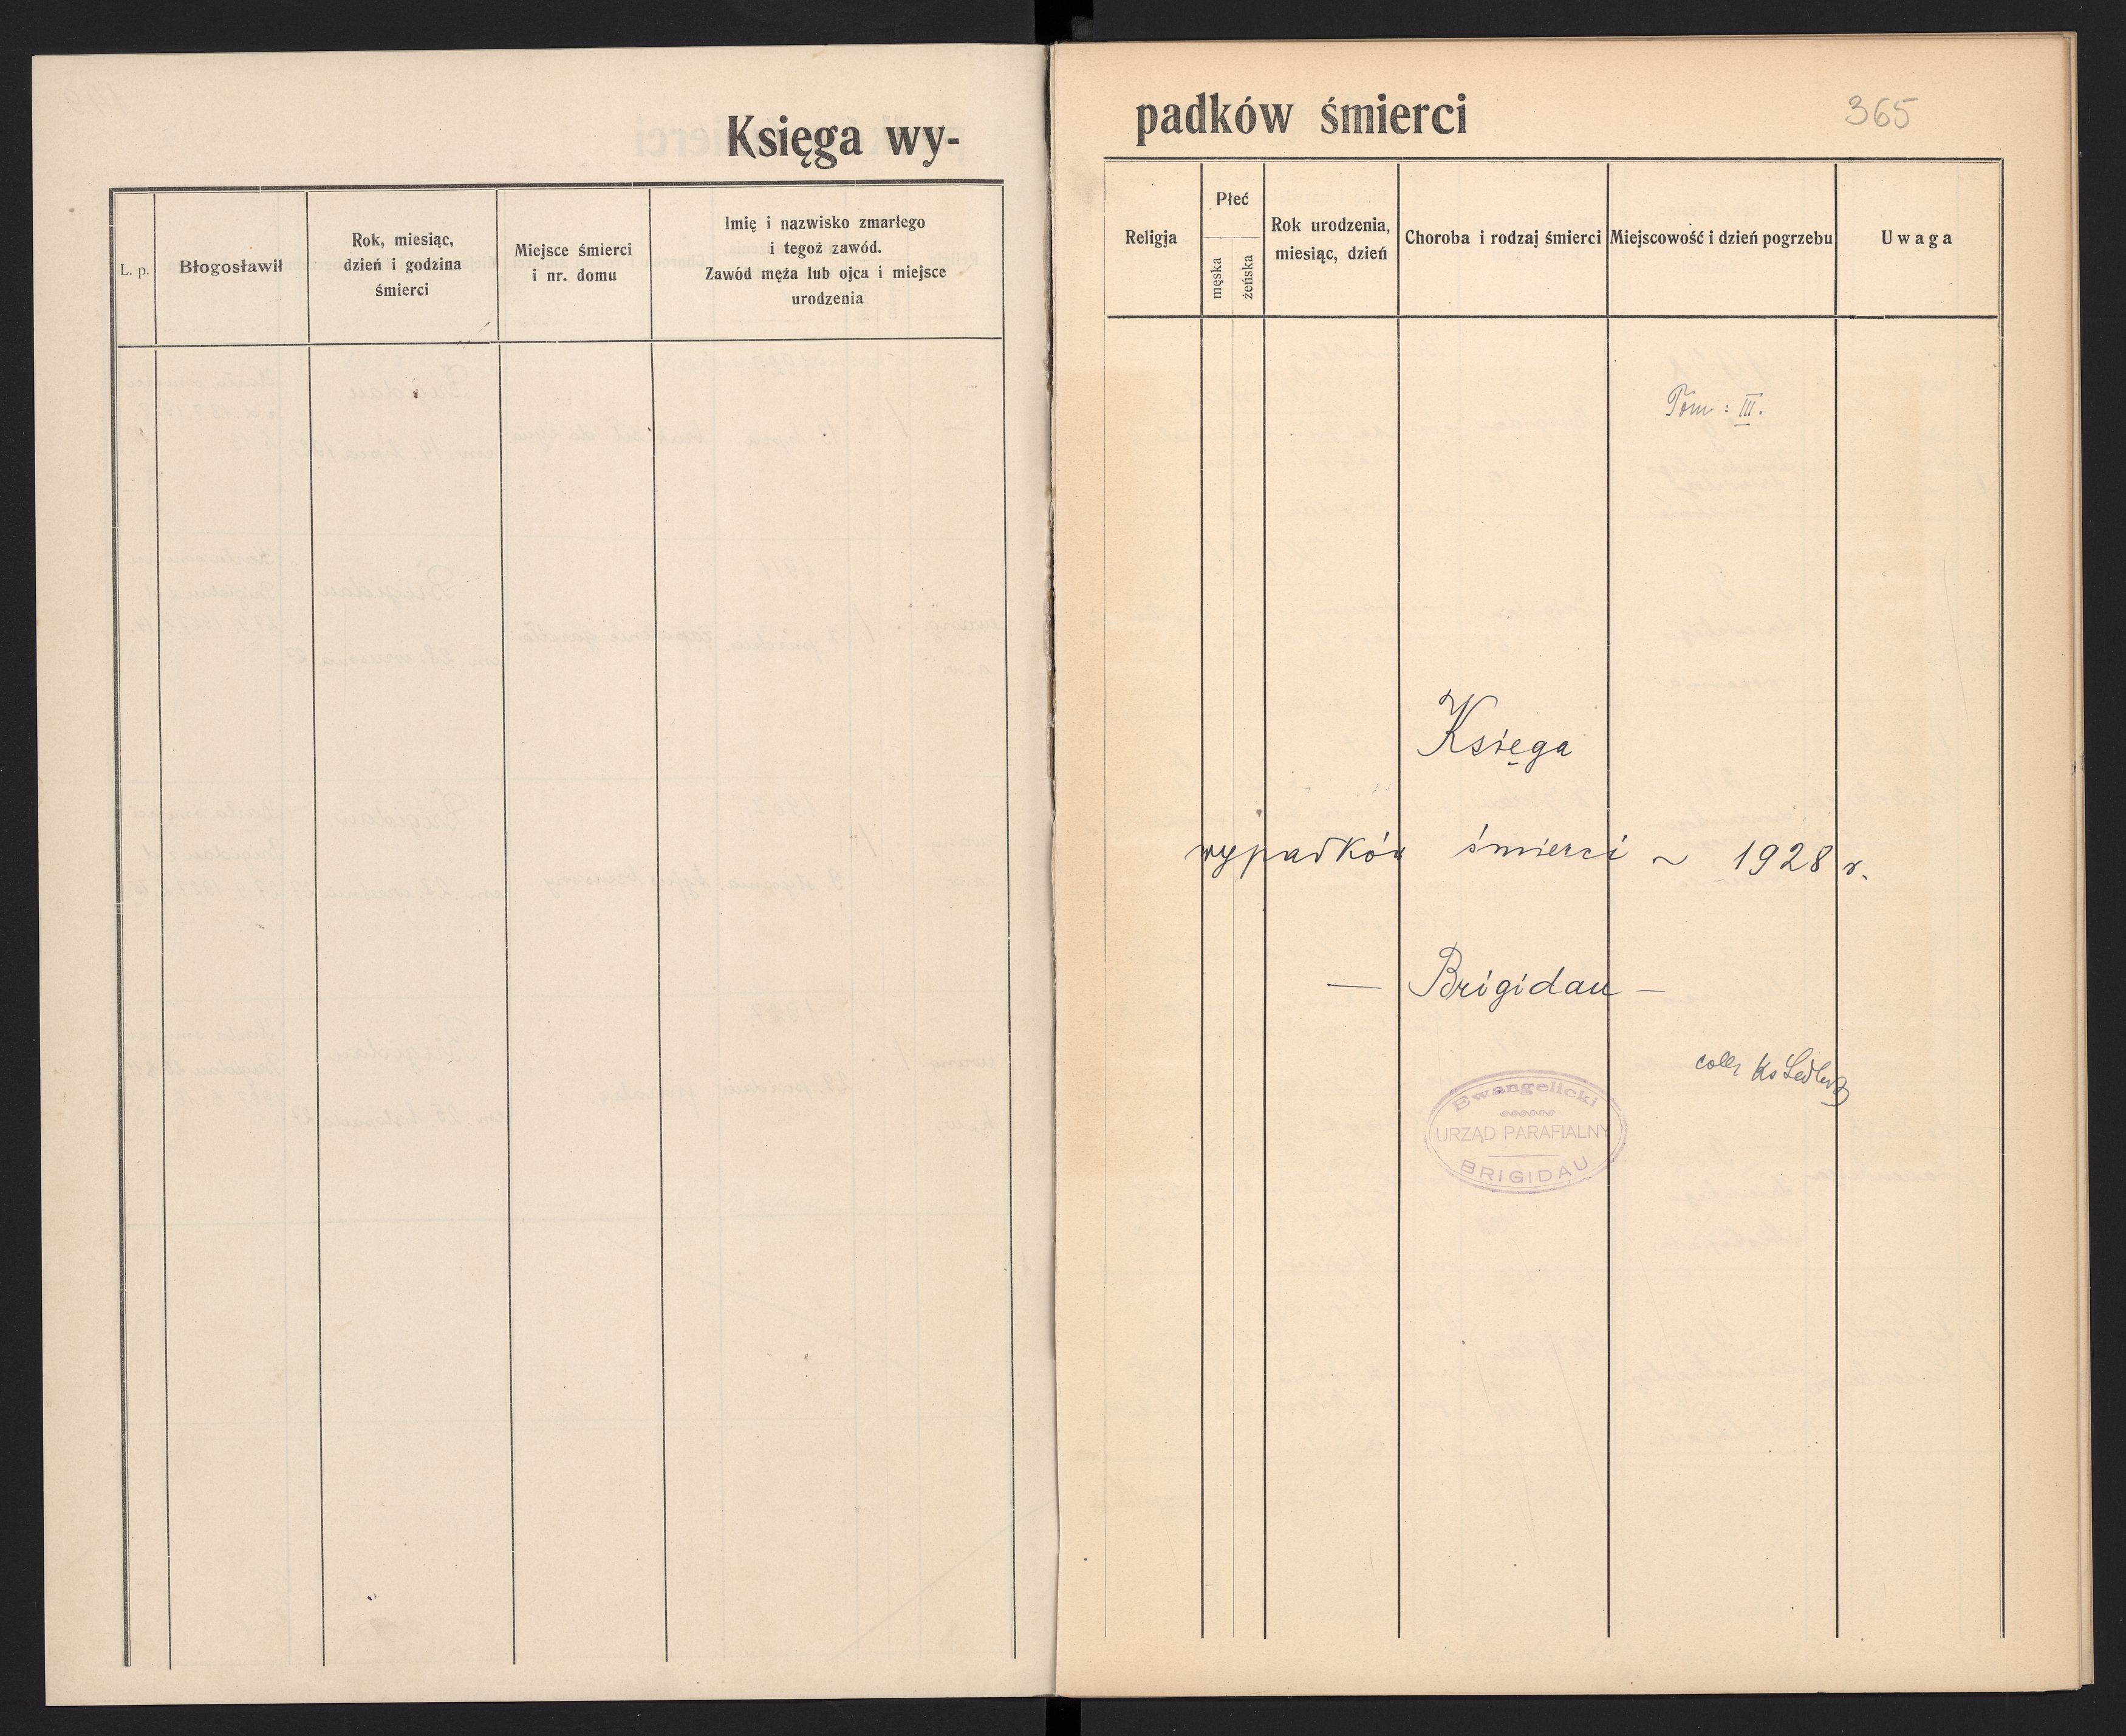 Księga wy-
L. p.
Błogosławił
Rok, miesiąc,
dzień i godzina
śmierci
Miejsce śmierci
i nr. domu
Imię i nazwisko zmarłego
i tegoż zawód.
Zawód męża lub ojca i miejsce
urodzenia
padków śmierci
365
Religja
Płeć
męska
żeńska
Rok urodzenia,
miesiąc, dzień
Choroba i rodzaj śmierci
Miejscowość i dzień pogrzebu
Uwaga
Tom: III.
Księga
wypadków śmierci ~ 1928 r.
— Brigidau —
Ewangelicki
URZĄD PARAFIALNY
BRIGIDAU